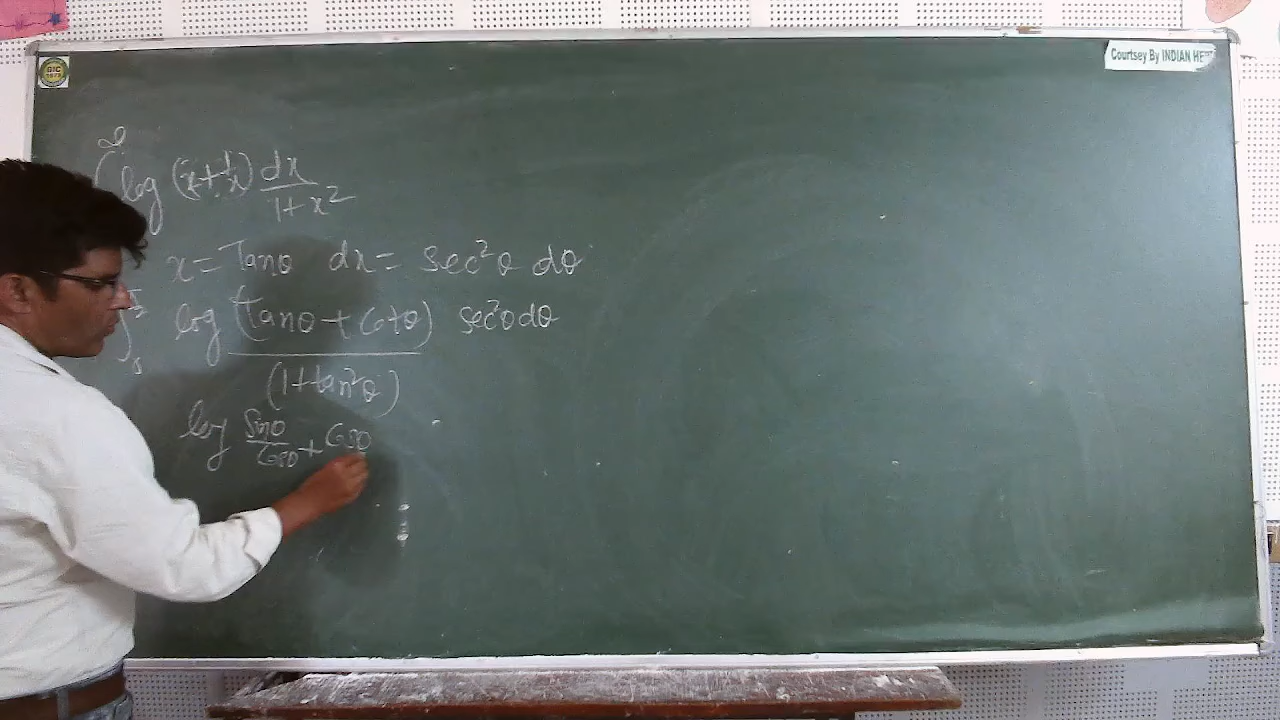 Courtsey By INDIAN HE
∞
∫ log (x+1/x) dx/(1+x²)
x = Tanθ dx = sec²θ dθ
∫ log (tanθ + Cotθ) sec²θ dθ
(1+tan²θ)
log Sinθ/Cosθ + Cosθ